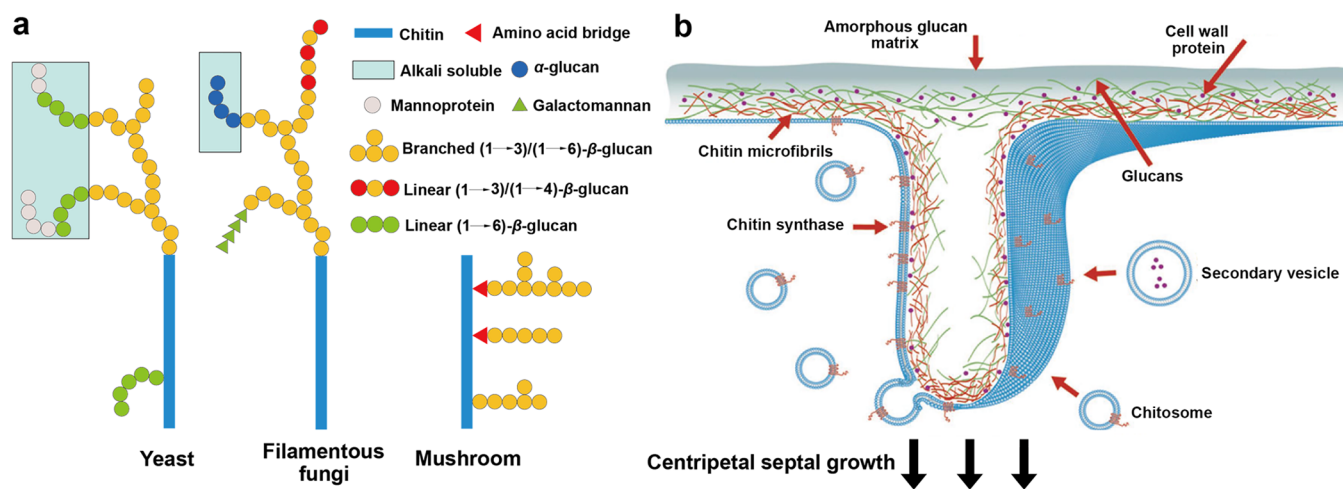 a
Chitin
Amino acid bridge
Alkali soluble
α-glucan
Mannoprotein
Galactomannan
Branched (1→3)/(1→6)-β-glucan
Linear (1→3)/(1→4)-β-glucan
Linear (1→6)-β-glucan
Yeast
Filamentous
fungi
Mushroom
b
Amorphous glucan
matrix
Cell wall
protein
Chitin microfibrils
Glucans
Chitin synthase
Secondary vesicle
Chitosome
Centripetal septal growth